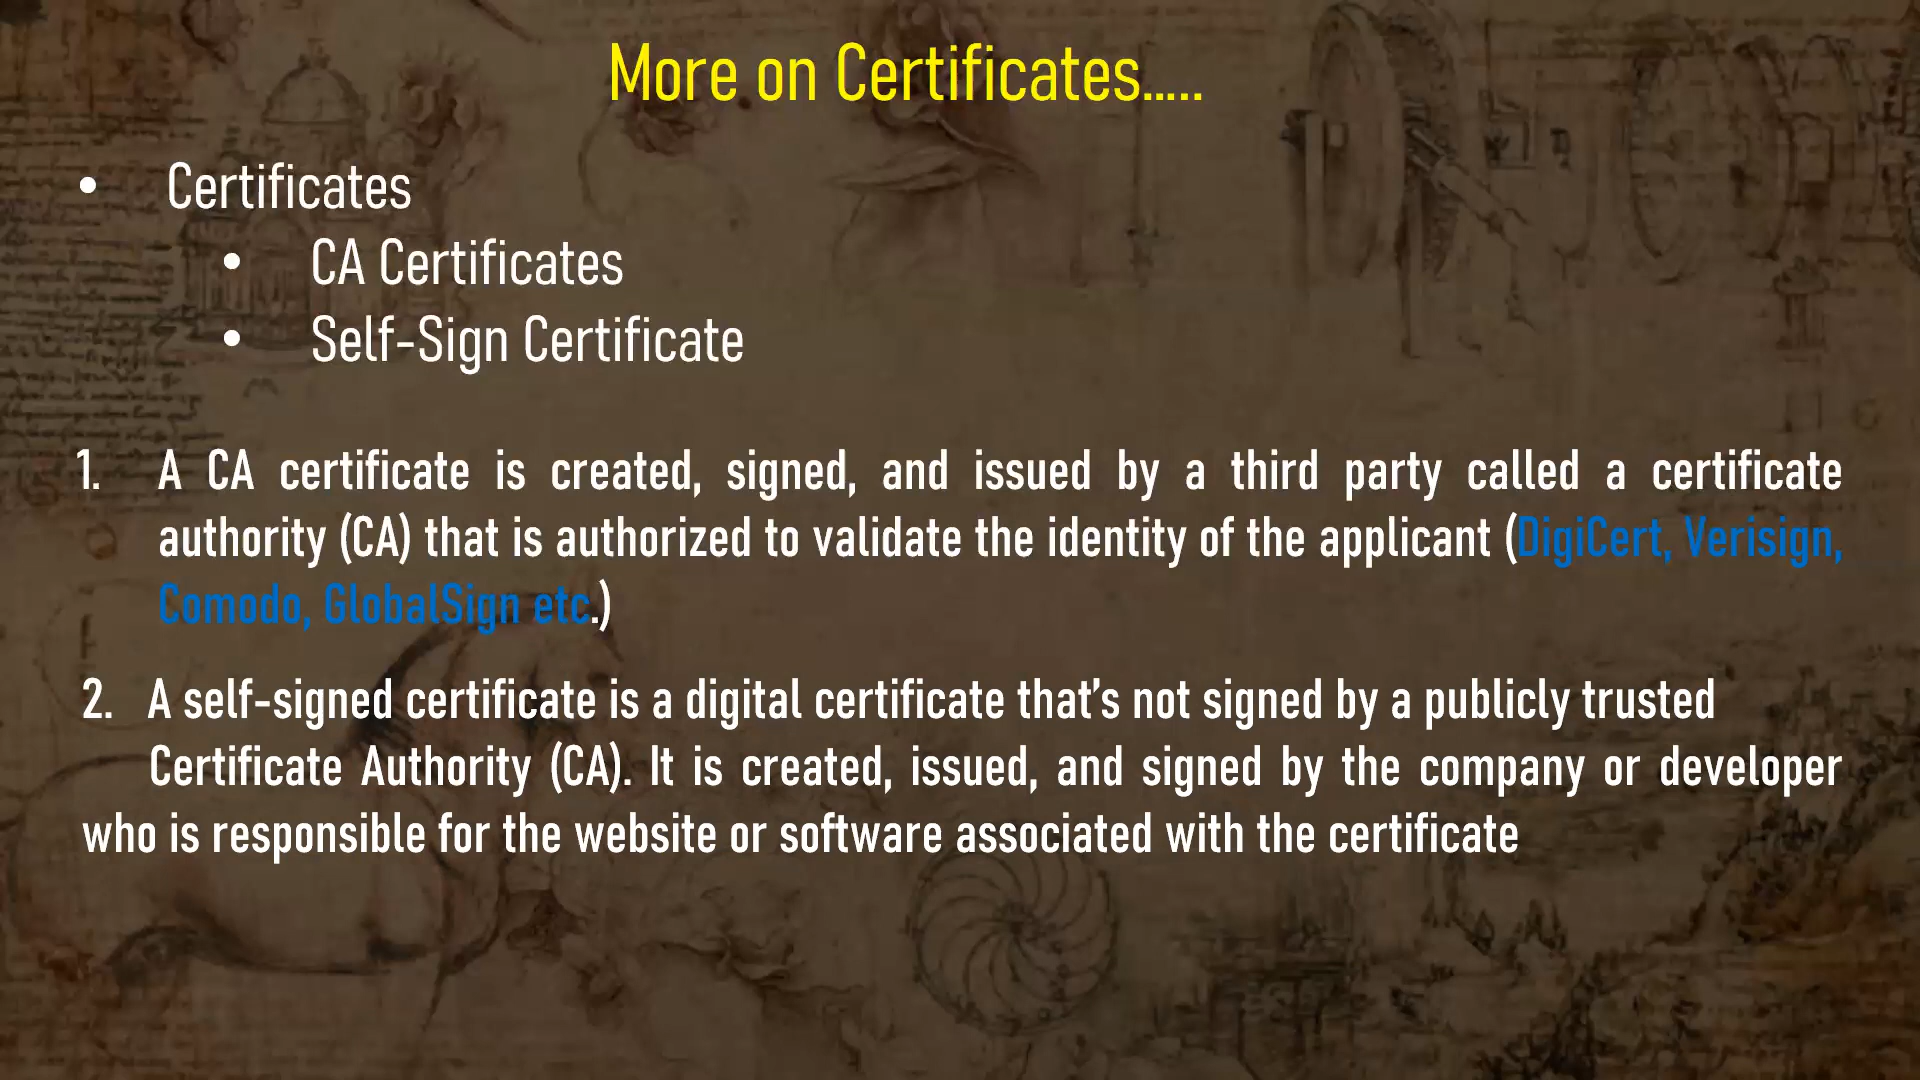 More on Certificates.....
• Certificates
• CA Certificates
• Self-Sign Certificate
1. A CA certificate is created, signed, and issued by a third party called a certificate
authority (CA) that is authorized to validate the identity of the applicant (DigiCert, Verisign,
Comodo, GlobalSign etc.)
2. A self-signed certificate is a digital certificate that’s not signed by a publicly trusted
Certificate Authority (CA). It is created, issued, and signed by the company or developer
who is responsible for the website or software associated with the certificate